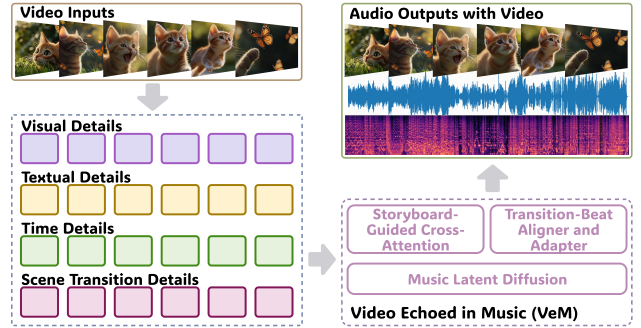 Video Inputs
Visual Details
Textual Details
Time Details
Scene Transition Details
Audio Outputs with Video
Storyboard-
Guided Cross-
Attention
Transition-Beat
Aligner and
Adapter
Music Latent Diffusion
Video Echoed in Music (VeM)